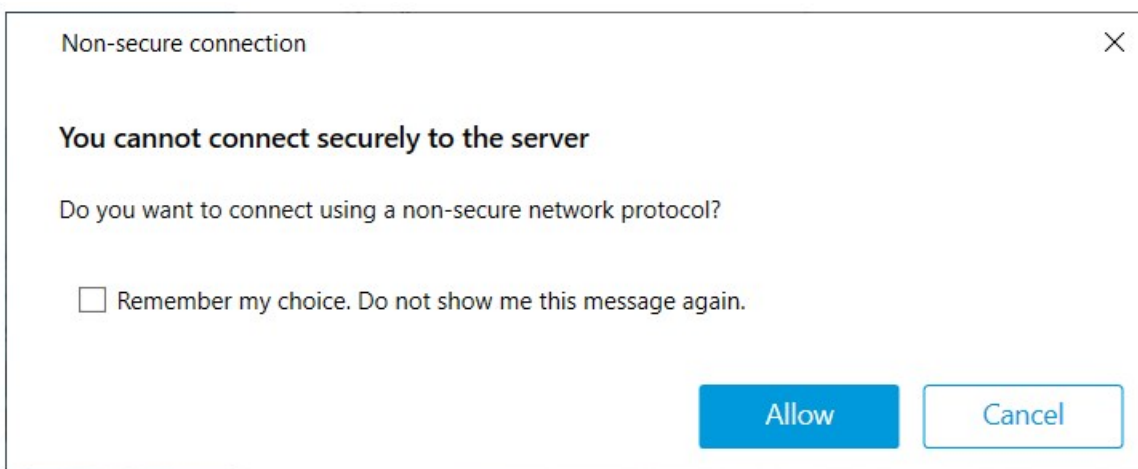 Non-secure connection
You cannot connect securely to the server
Do you want to connect using a non-secure network protocol?
Remember my choice. Do not show me this message again.
Allow
Cancel